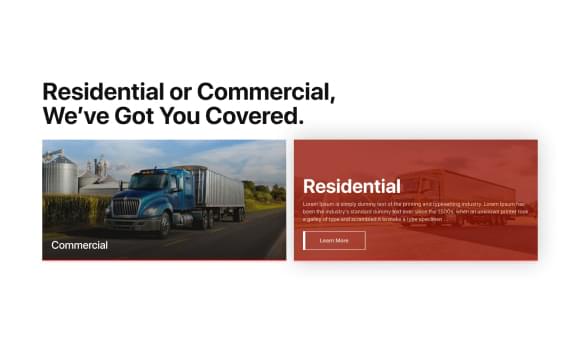 Residential or Commercial,
We’ve Got You Covered.
Commercial
Residential
Lorem Ipsum is simply dummy text of the printing and typesetting industry. Lorem Ipsum has
been the industry's standard dummy text ever since the 1500s, when an unknown printer took
a galley of type and scrambled it to make a type specimen ...
Learn More